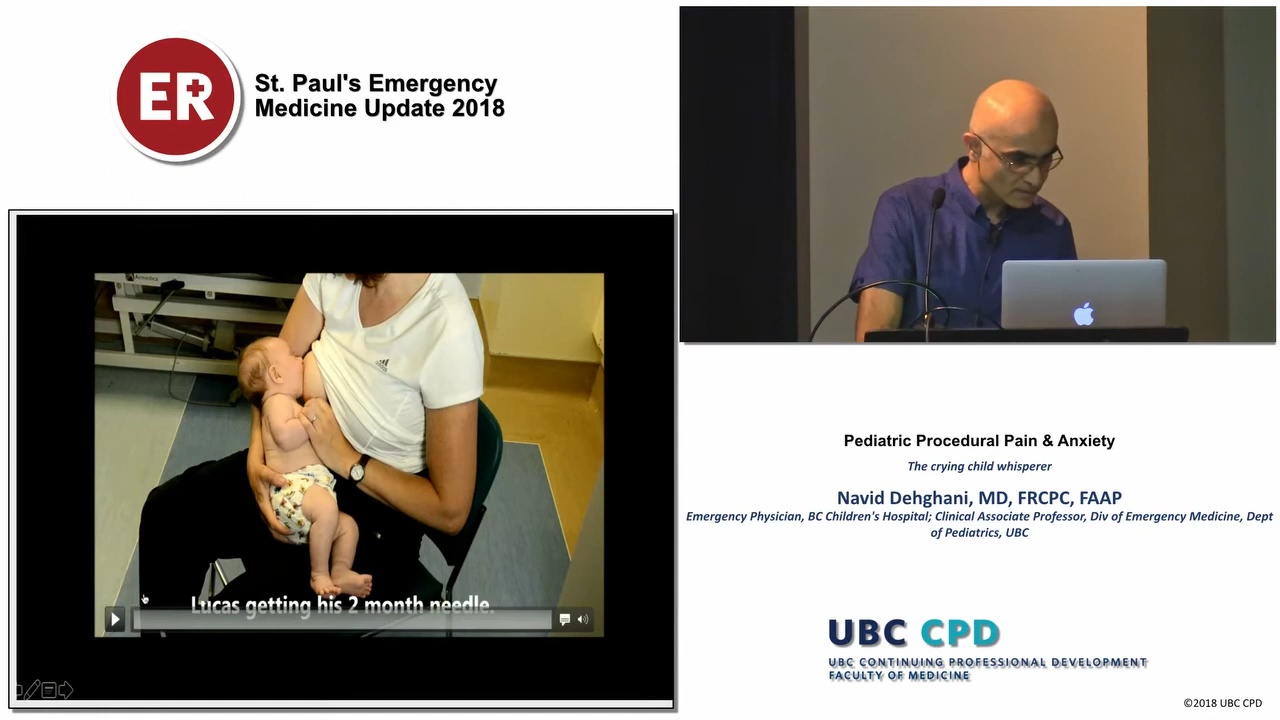 ER
St. Paul's Emergency
Medicine Update 2018
Lucas getting his 2 month needle.
Pediatric Procedural Pain & Anxiety
The crying child whisperer
Navid Dehghani, MD, FRCPC, FAAP
Emergency Physician, BC Children's Hospital; Clinical Associate Professor, Div of Emergency Medicine, Dept
of Pediatrics, UBC
UBC CPD
UBC CONTINUING PROFESSIONAL DEVELOPMENT
FACULTY OF MEDICINE
©2018 UBC CPD